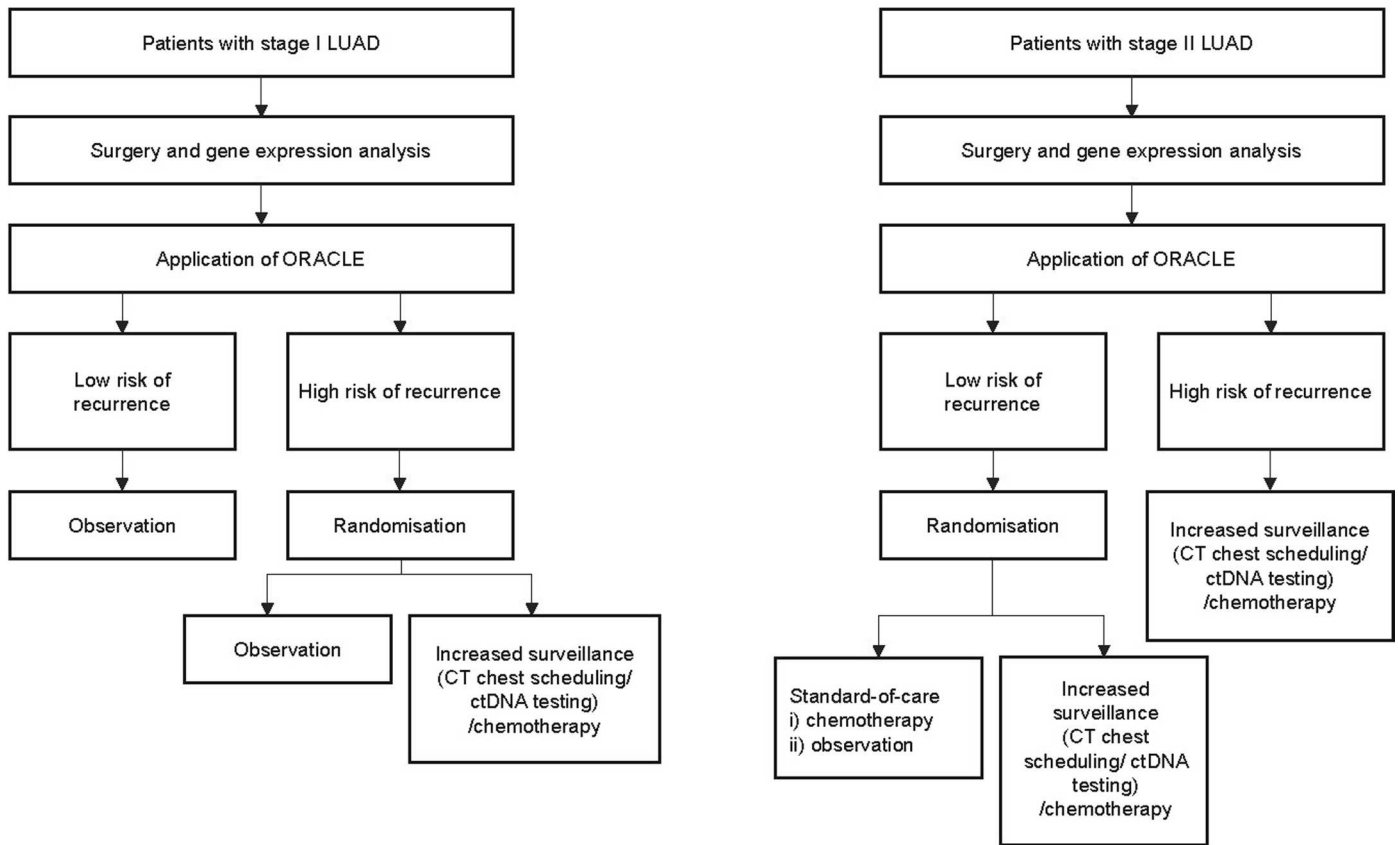 Patients with stage I LUAD
Surgery and gene expression analysis
Application of ORACLE
Low risk of
recurrence
High risk of recurrence
Observation
Randomisation
Observation
Increased surveillance
(CT chest scheduling/
ctDNA testing)
/chemotherapy
Patients with stage II LUAD
Surgery and gene expression analysis
Application of ORACLE
Low risk of
recurrence
High risk of recurrence
Randomisation
Increased surveillance
(CT chest scheduling/
ctDNA testing)
/chemotherapy
Standard-of-care
i) chemotherapy
ii) observation
Increased
surveillance
(CT chest
scheduling/ ctDNA
testing)
/chemotherapy